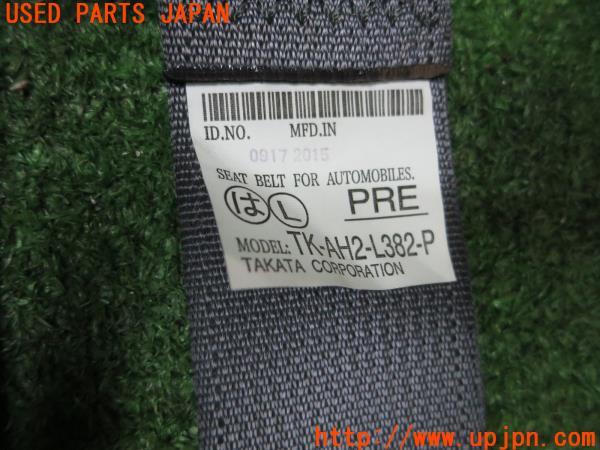 USED PARTS JAPAN
ID.NO. MFD.IN
0917 2015
SEAT BELT FOR AUTOMOBILES.
は L PRE
MODEL: TK-AH2-L382-P
TAKATA CORPORATION
http://www.upjpn.com/